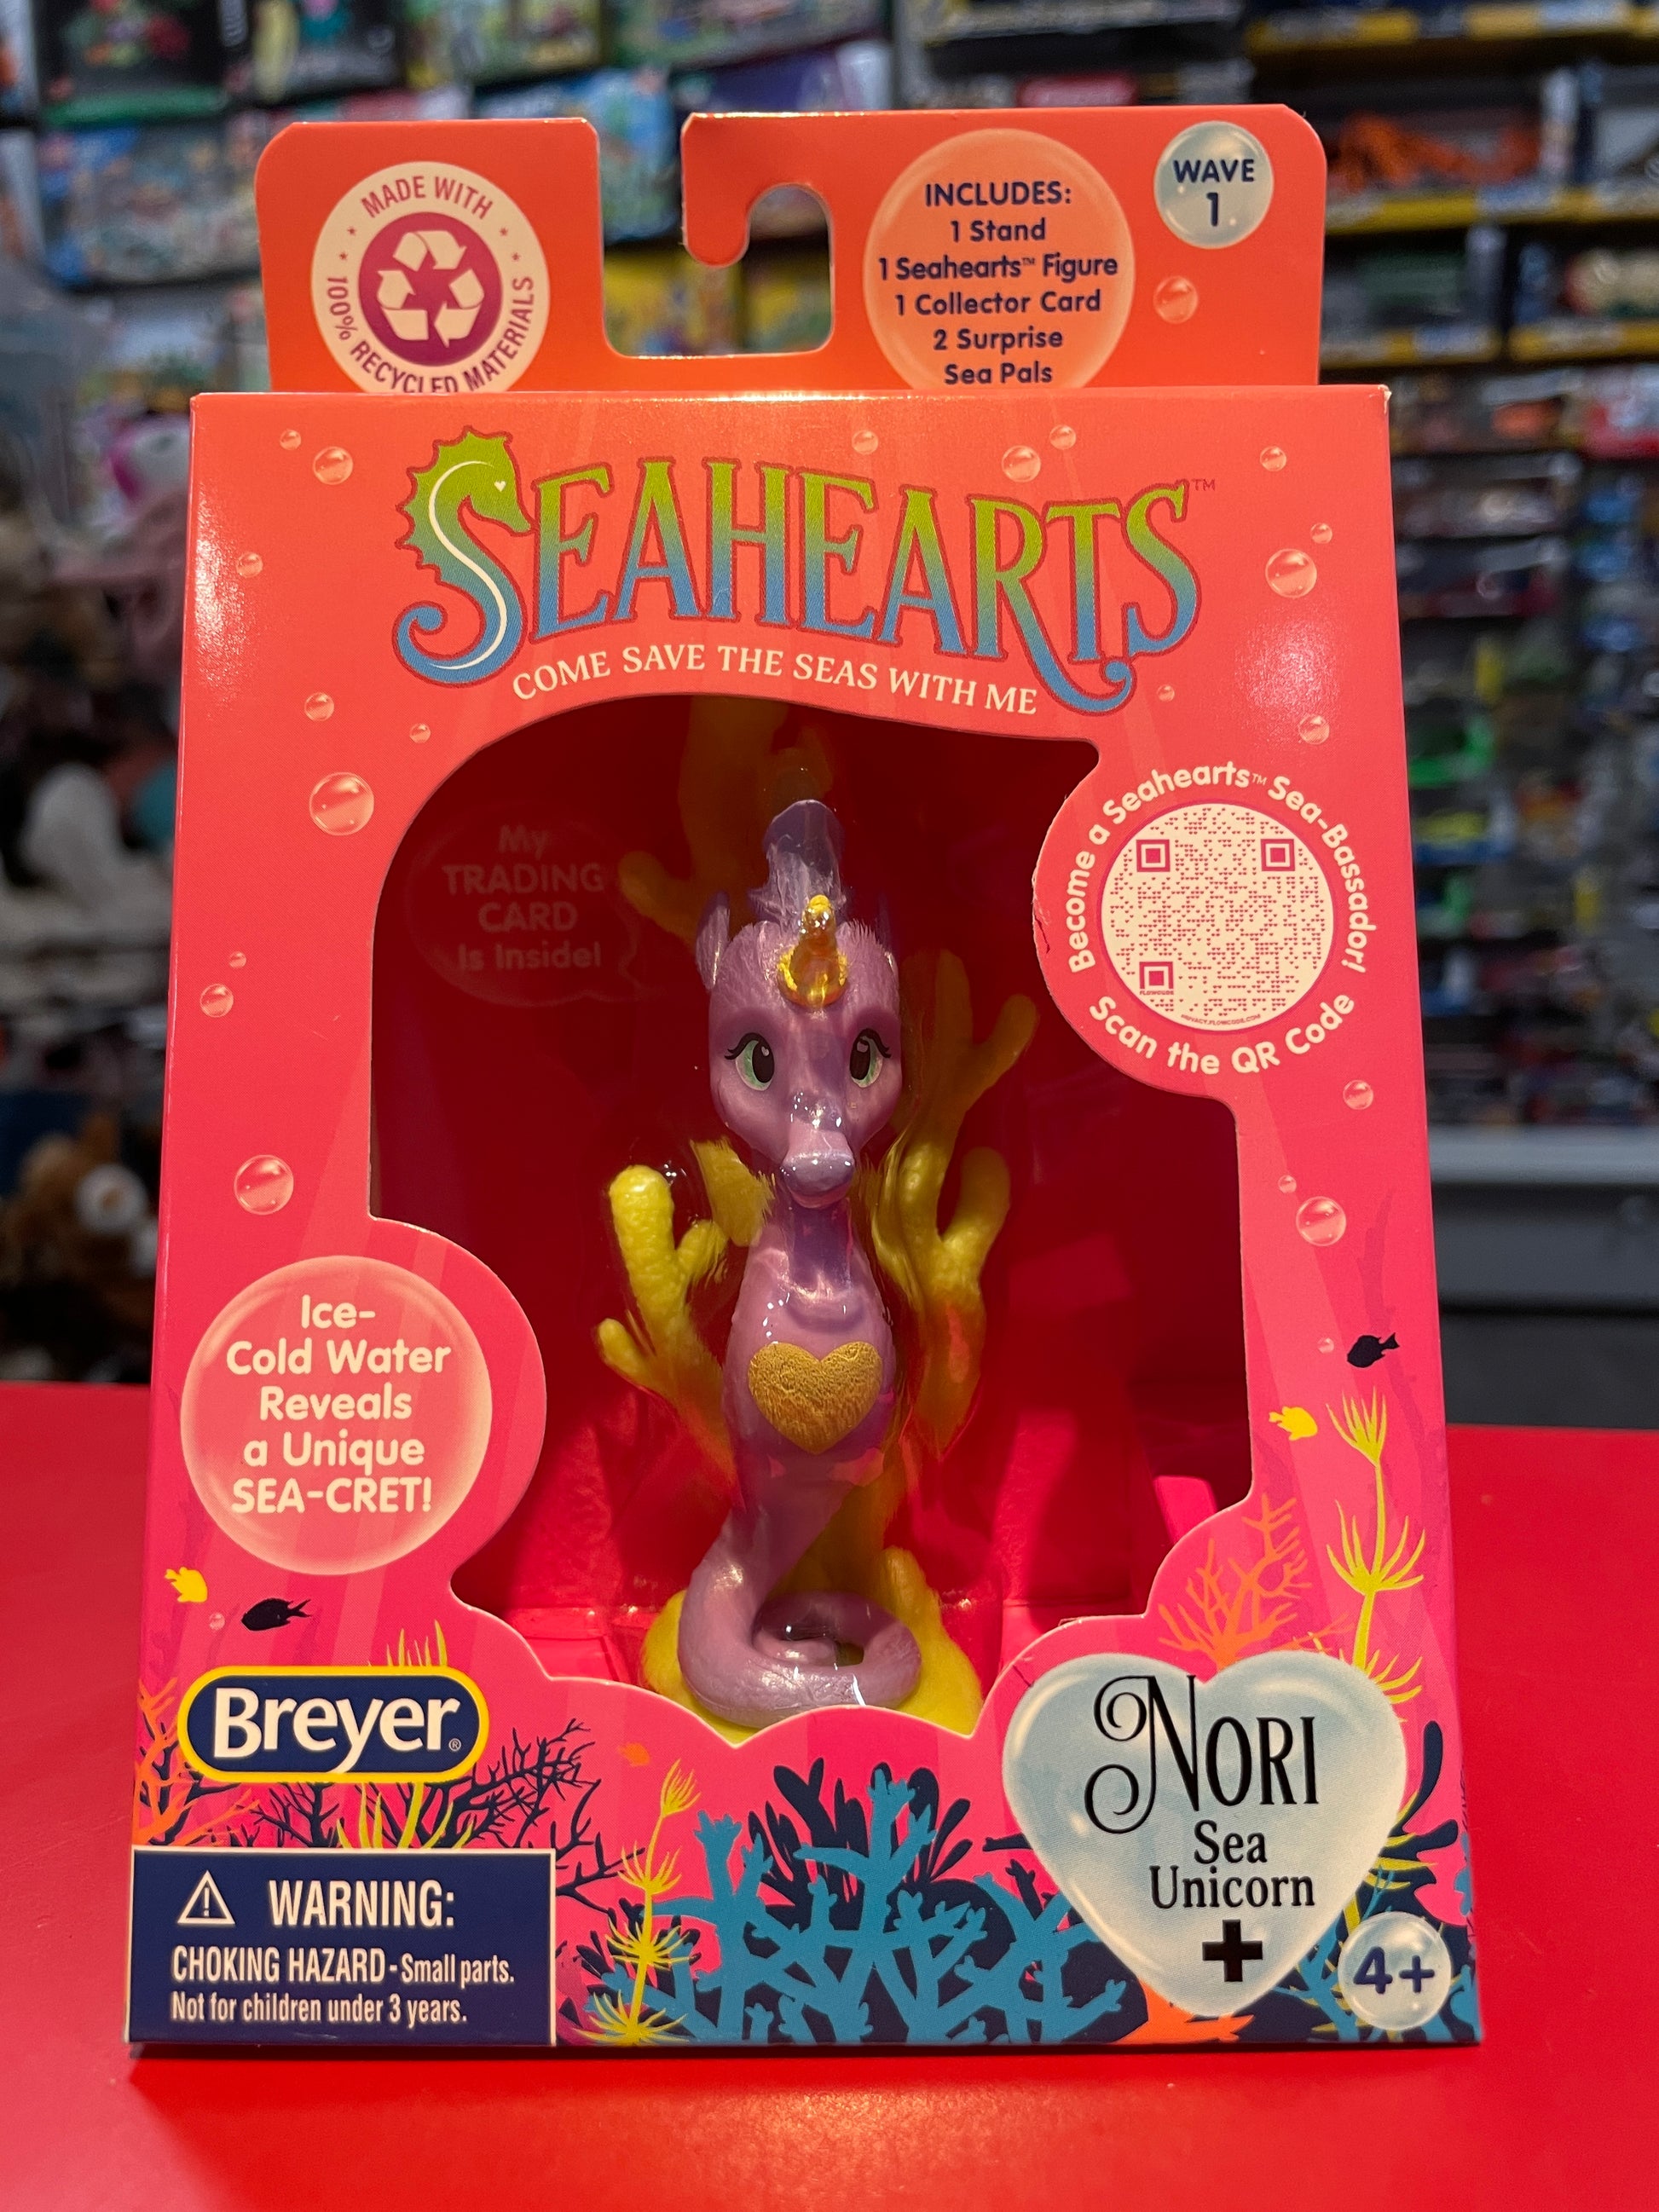 MADE WITH
100% RECYCLED MATERIALS
INCLUDES:
1 Stand
1 Seahearts™ Figure
1 Collector Card
2 Surprise
Sea Pals
WAVE
1
SEAHEARTS™
COME SAVE THE SEAS WITH ME
My
TRADING
CARD
Is Inside!
Become a Seahearts™ Sea-Bassador!
Scan the QR Code
Ice-
Cold Water
Reveals
a Unique
SEA-CRET!
Breyer®
NORI
Sea
Unicorn
+
4+
WARNING:
CHOKING HAZARD - Small parts.
Not for children under 3 years.